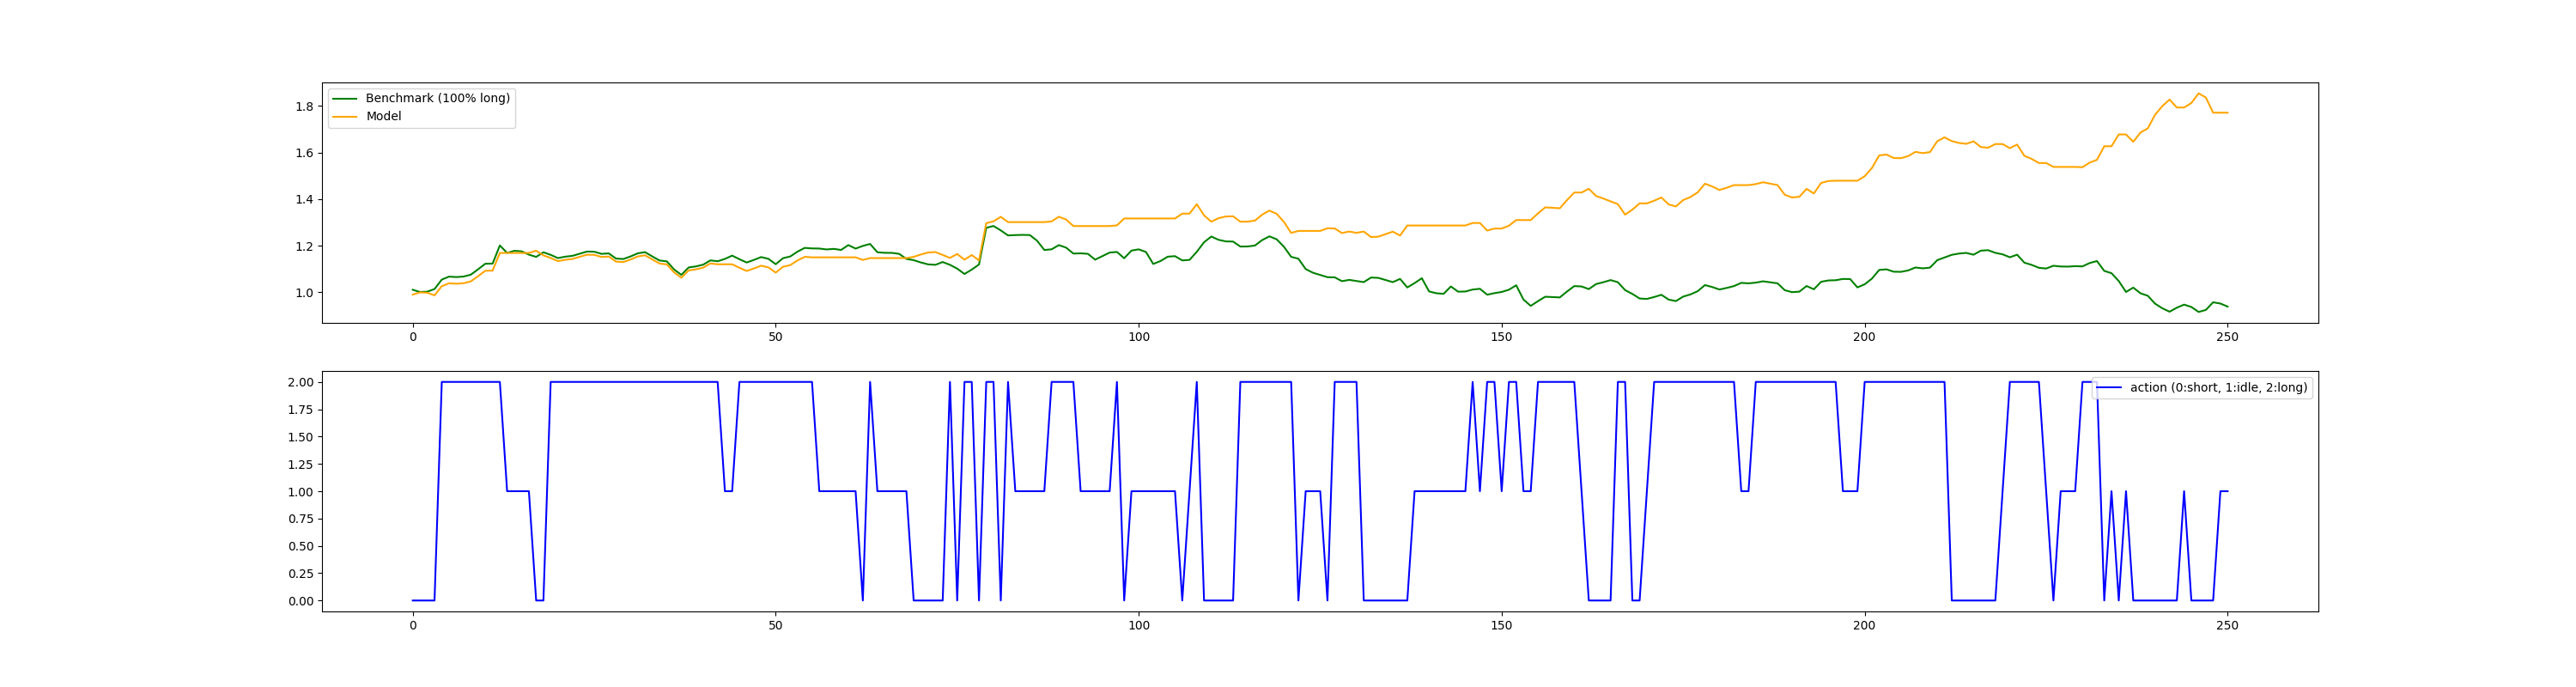 Benchmark (100% long)
Model
1.8
1.6
1.4
1.2
1.0
0 50 100 150 200 250
action (0:short, 1:idle, 2:long)
2.00
1.75
1.50
1.25
1.00
0.75
0.50
0.25
0.00
0 50 100 150 200 250